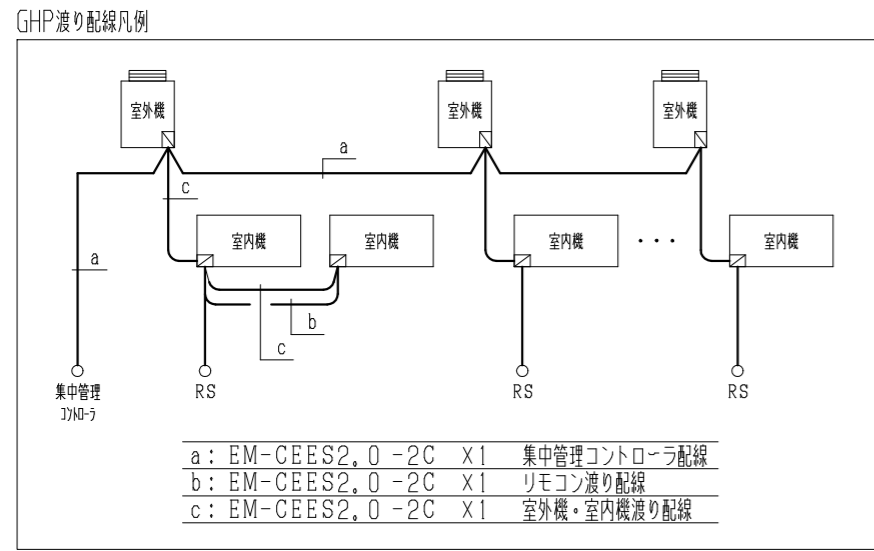 GHP渡り配線凡例
室外機
室外機
室外機
a
c
室内機
室内機
室内機
・・・
室内機
a
b
c
集中管理
コントローラ
RS
RS
RS
a: EM-CEES2.0-2C X1 集中管理コントローラ配線
b: EM-CEES2.0-2C X1 リモコン渡り配線
c: EM-CEES2.0-2C X1 室外機・室内機渡り配線